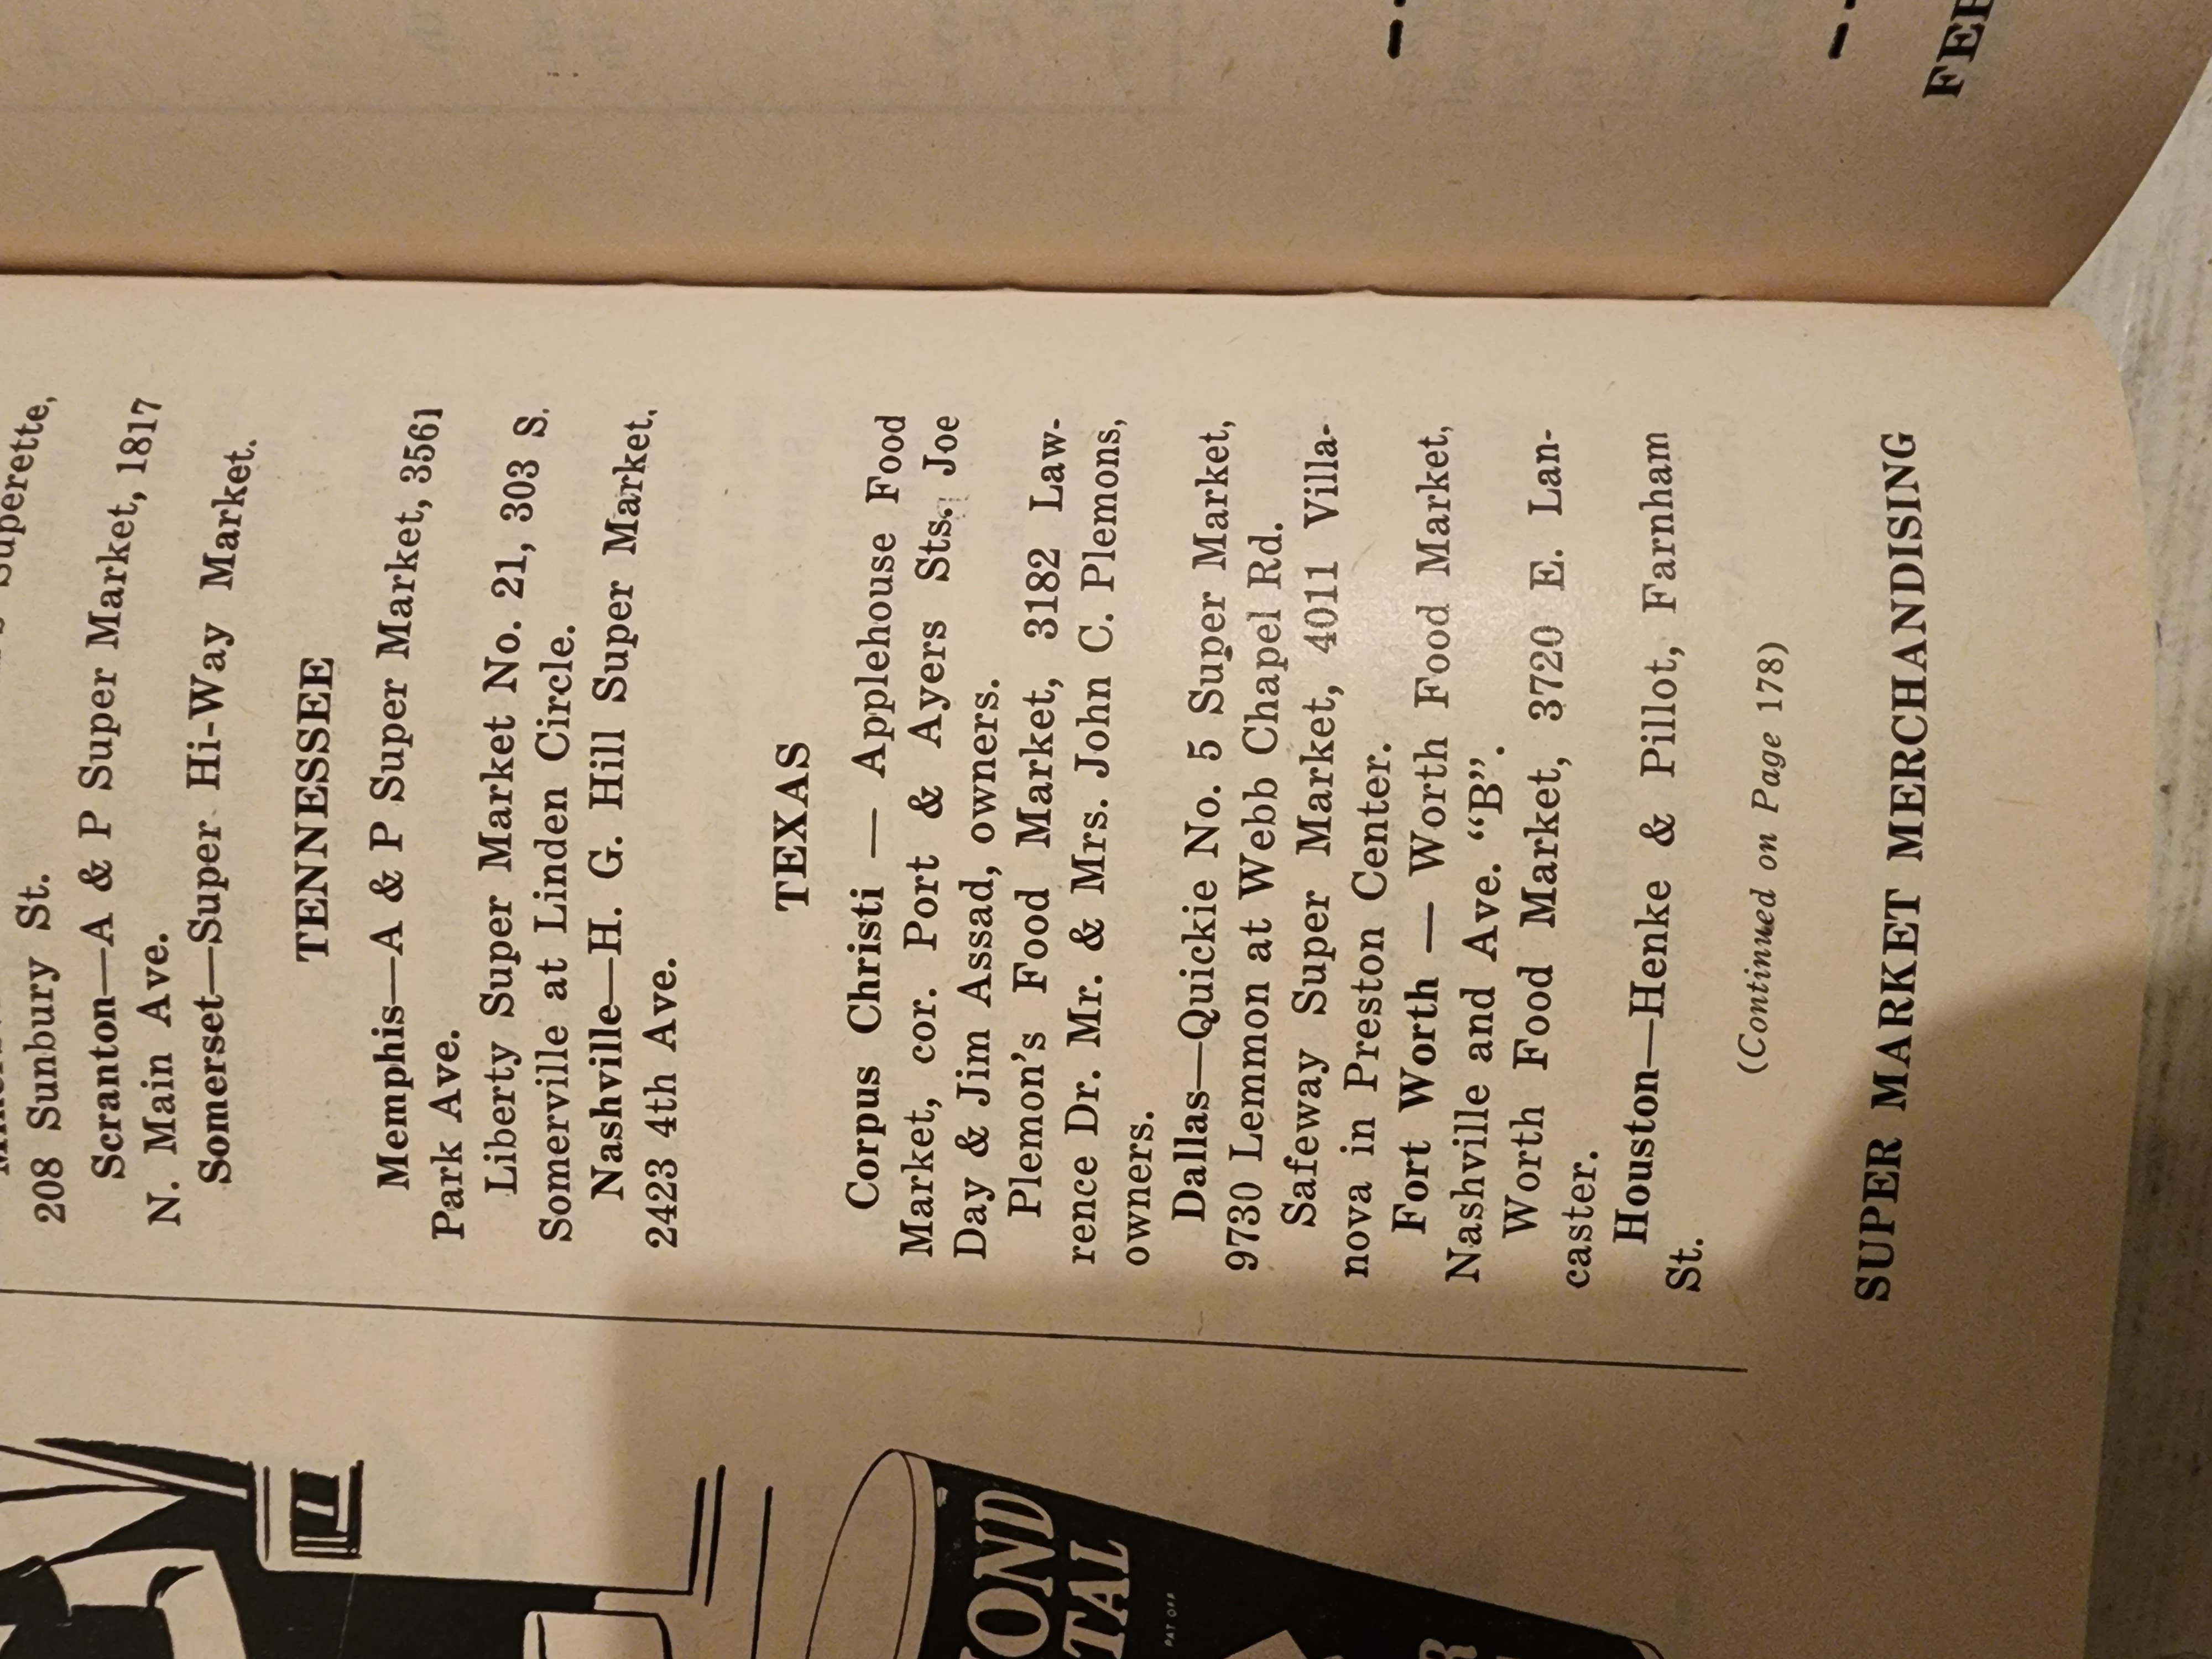 Superette,
208 Sunbury St.
Scranton—A & P Super Market, 1817
N. Main Ave.
Somerset—Super Hi-Way Market.
TENNESSEE
Memphis—A & P Super Market, 3561
Park Ave.
Liberty Super Market No. 21, 303 S.
Somerville at Linden Circle.
Nashville—H. G. Hill Super Market,
2423 4th Ave.
TEXAS
Corpus Christi — Applehouse Food
Market, cor. Port & Ayers Sts. Joe
Day & Jim Assad, owners.
Plemon's Food Market, 3182 Law-
rence Dr. Mr. & Mrs. John C. Plemons,
owners.
Dallas—Quickie No. 5 Super Market,
9730 Lemmon at Webb Chapel Rd.
Safeway Super Market, 4011 Villa-
nova in Preston Center.
Fort Worth — Worth Food Market,
Nashville and Ave. “B”.
Worth Food Market, 3720 E. Lan-
caster.
Houston—Henke & Pillot, Farnham
St.
(Continued on Page 178)
SUPER MARKET MERCHANDISING
OND
TAL
PAT OFF